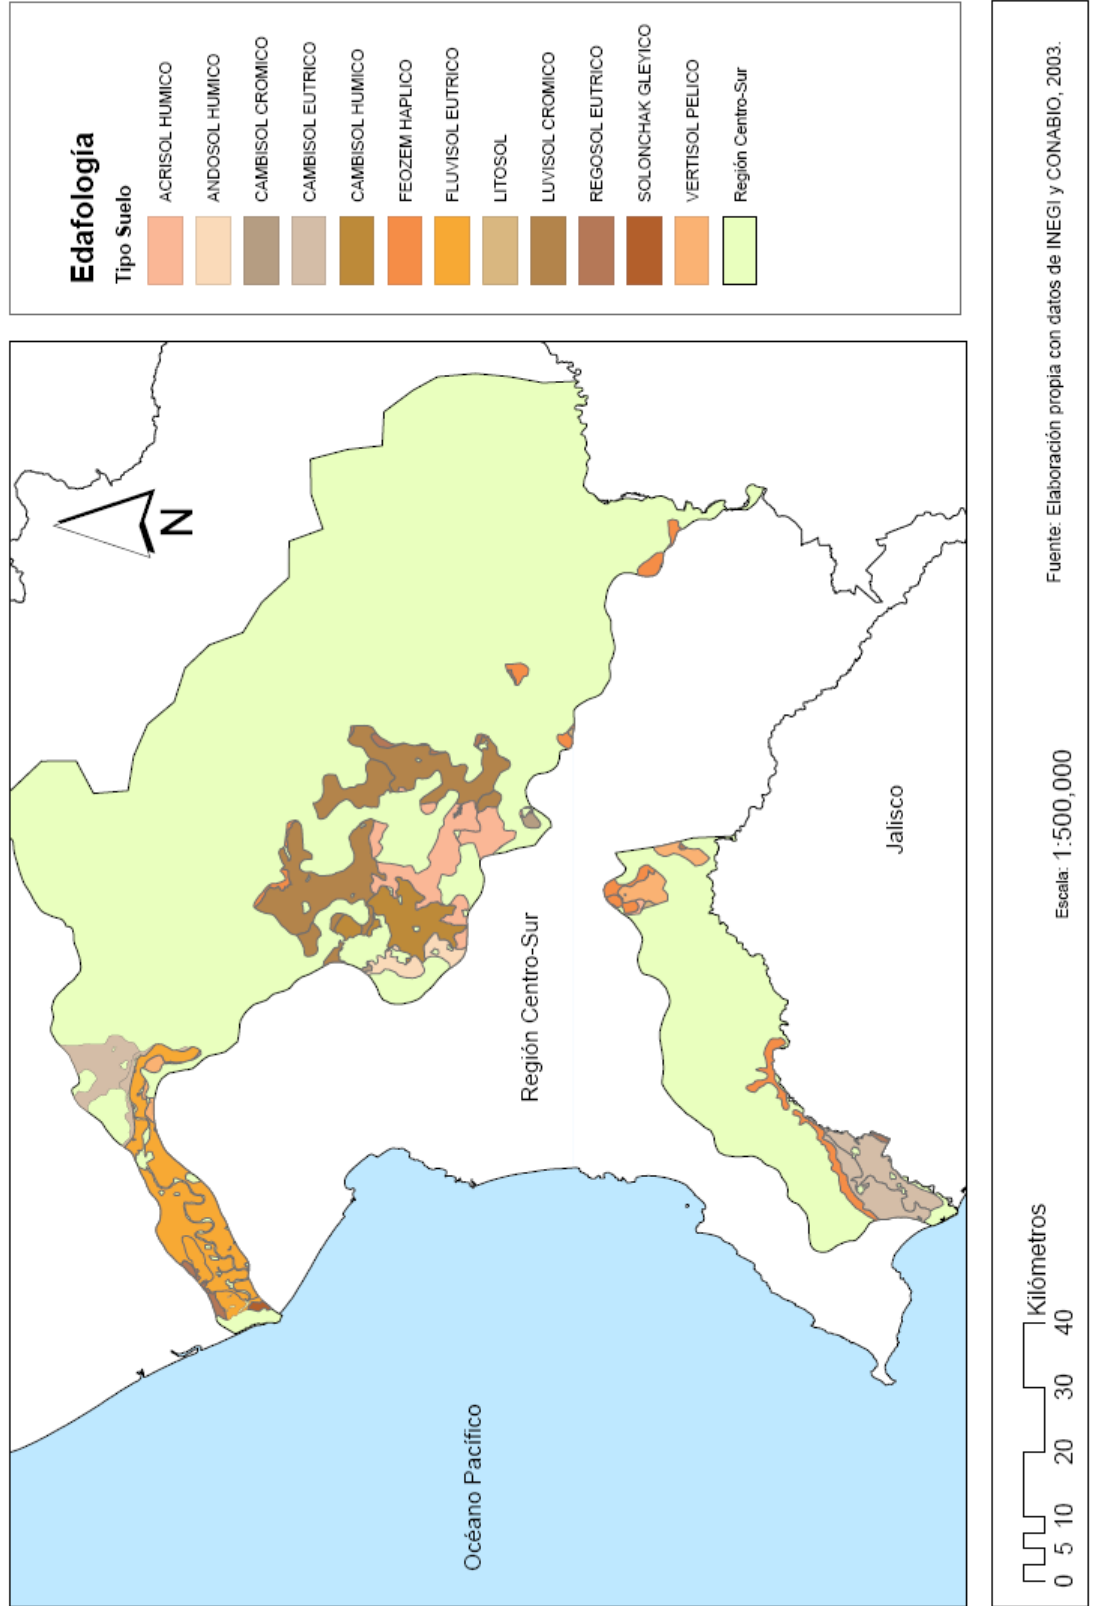 Edafología
Tipo Suelo
ACRISOL HUMICO
ANDOSOL HUMICO
CAMBISOL CROMICO
CAMBISOL EUTRICO
CAMBISOL HUMICO
FEOZEM HAPLICO
FLUVISOL EUTRICO
LITOSOL
LUVISOL CROMICO
REGOSOL EUTRICO
SOLONCHAK GLEYICO
VERTISOL PELICO
Región Centro-Sur
N
Región Centro-Sur
Jalisco
Océano Pacífico
Kilómetros
0 5 10 20 30 40
Escala: 1:500,000
Fuente: Elaboración propia con datos de INEGI y CONABIO, 2003.